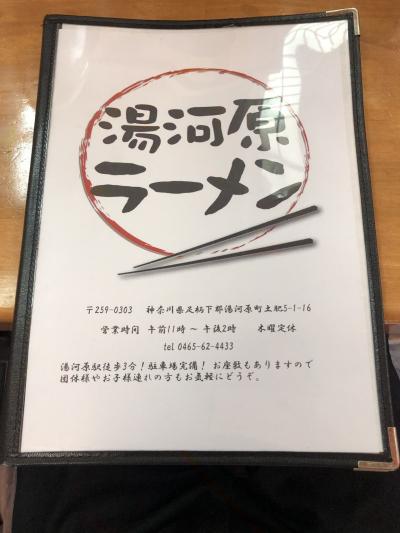 湯河原
ラーメン
〒259-0303 神奈川県足柄下郡湯河原町土肥5-1-16
営業時間 午前11時～午後2時 木曜定休
tel 0465-62-4433
湯河原駅徒歩3分！駐車場完備！お座敷もありますので
団体様やお子様連れの方もお気軽にどうぞ。